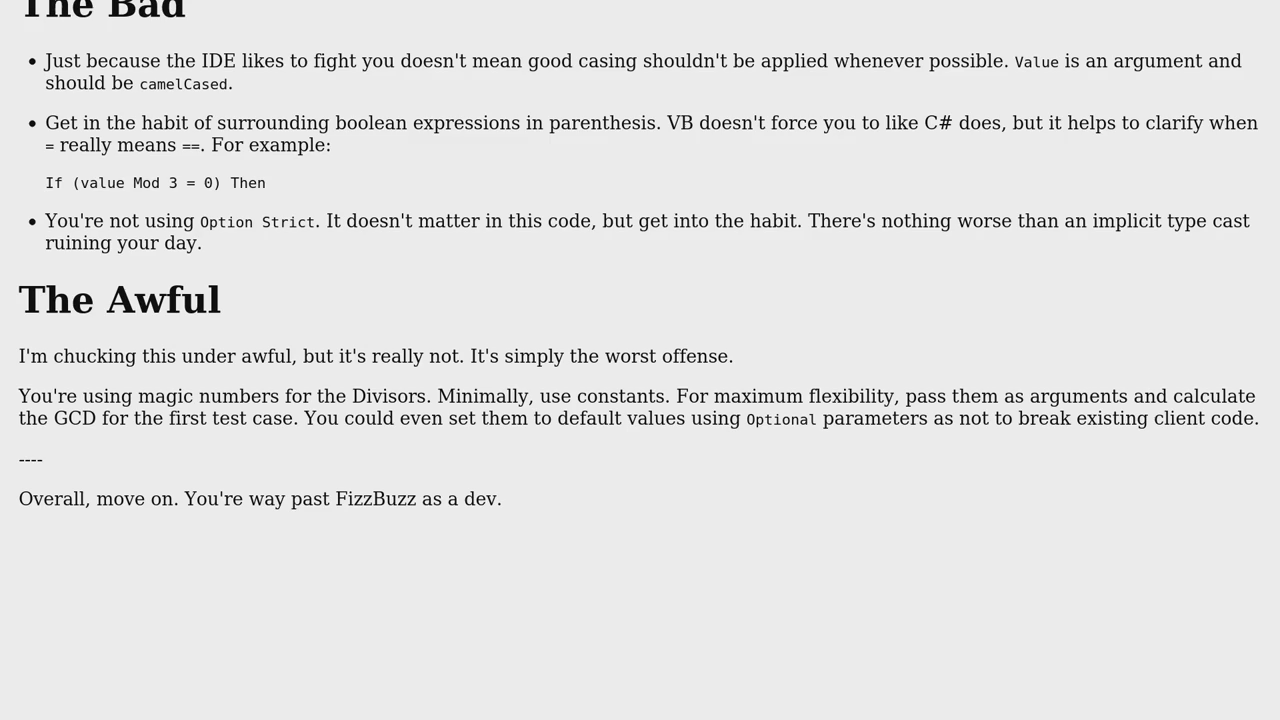 The Bad
• Just because the IDE likes to fight you doesn't mean good casing shouldn't be applied whenever possible. Value is an argument and
should be camelCased.
• Get in the habit of surrounding boolean expressions in parenthesis. VB doesn't force you to like C# does, but it helps to clarify when
= really means ==. For example:
If (value Mod 3 = 0) Then
• You're not using Option Strict. It doesn't matter in this code, but get into the habit. There's nothing worse than an implicit type cast
ruining your day.
The Awful
I'm chucking this under awful, but it's really not. It's simply the worst offense.
You're using magic numbers for the Divisors. Minimally, use constants. For maximum flexibility, pass them as arguments and calculate
the GCD for the first test case. You could even set them to default values using Optional parameters as not to break existing client code.
----
Overall, move on. You're way past FizzBuzz as a dev.